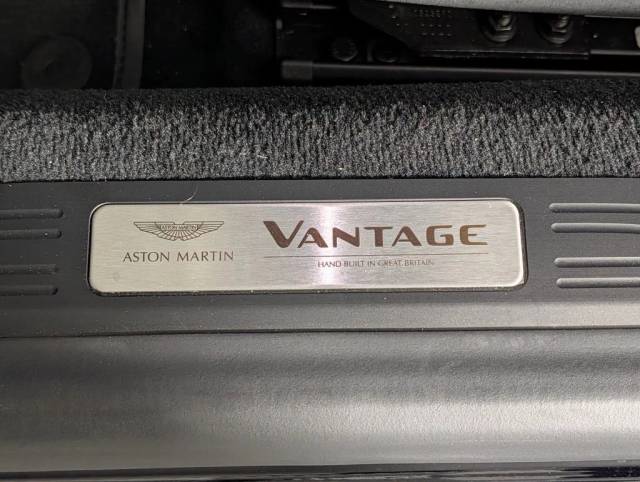 ASTON MARTIN
ASTON MARTIN
VANTAGE
HAND BUILT IN GREAT BRITAIN